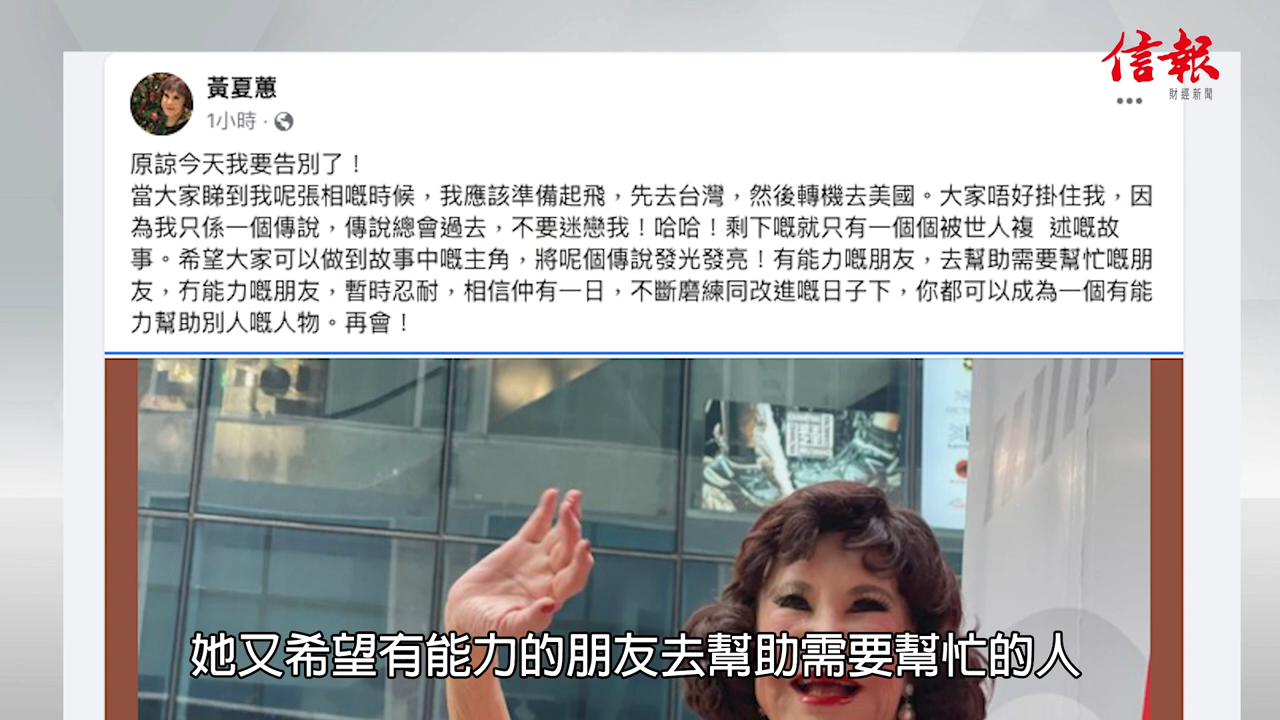 信報
財經新聞
黃夏蕙
1小時 ·
原諒今天我要告別了！
當大家睇到我呢張相嘅時候，我應該準備起飛，先去台灣，然後轉機去美國。大家唔好掛住我，因
為我只係一個傳說，傳說總會過去，不要迷戀我！哈哈！剩下嘅就只有一個個被世人複 述嘅故
事。希望大家可以做到故事中嘅主角，將呢個傳說發光發亮！有能力嘅朋友，去幫助需要幫忙嘅朋
友，冇能力嘅朋友，暫時忍耐，相信仲有一日，不斷磨練同改進嘅日子下，你都可以成為一個有能
力幫助別人嘅人物。再會！
她又希望有能力的朋友去幫助需要幫忙的人